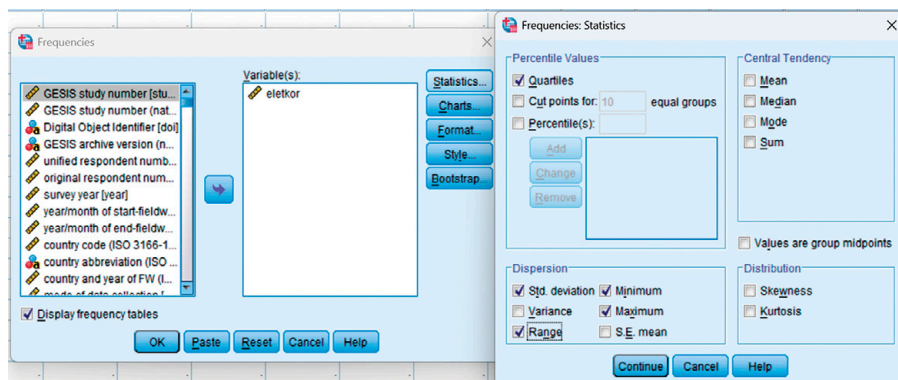 Frequencies
GESIS study number [stu...
GESIS study number (nat...
Digital Object Identifier [doi]
GESIS archive version (n...
unified respondent numb...
original respondent num...
survey year [year]
year/month of start-fieldw...
year/month of end-fieldw...
country code (ISO 3166-1...
country abbreviation (ISO ...
country and year of FW (I...
mode of data collection [
Variable(s):
eletkor
Statistics...
Charts...
Format...
Style...
Bootstrap...
Display frequency tables
OK Paste Reset Cancel Help
Frequencies: Statistics
Percentile Values
Quartiles
Cut points for: 10 equal groups
Percentile(s):
Add
Change
Remove
Central Tendency
Mean
Median
Mode
Sum
Values are group midpoints
Dispersion
Std. deviation Minimum
Variance Maximum
Range S.E. mean
Distribution
Skewness
Kurtosis
Continue Cancel Help